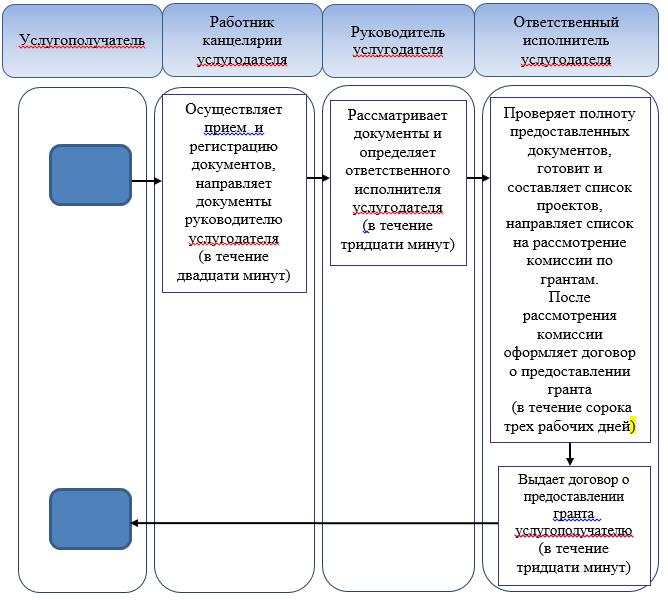 Услугополучатель
Работник
канцелярии
услугодателя
Руководитель
услугодателя
Ответственный
исполнитель
услугодателя
Осуществляет
прием и
регистрацию
документов,
направляет
документы
руководителю
услугодателя
(в течение
двадцати минут)
Рассматривает
документы и
определяет
ответственного
исполнителя
услугодателя
(в течение
тридцати минут)
Проверяет полноту
предоставленных
документов,
готовит и
составляет список
проектов,
направляет список
на рассмотрение
комиссии по
грантам.
После
рассмотрения
комиссии
оформляет договор
о предоставлении
гранта
(в течение сорока
трех рабочих дней)
Выдает договор о
предоставлении
гранта
услугополучателю
(в течение
тридцати минут)